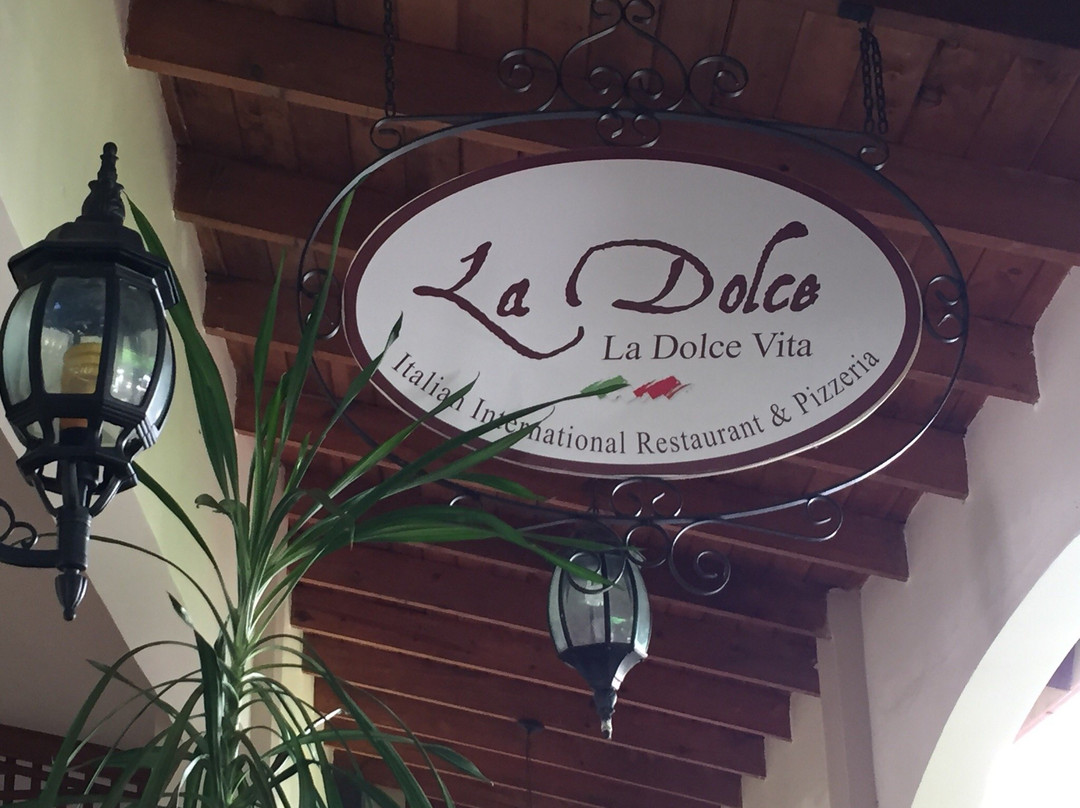 La Dolce
La Dolce Vita
Italian International Restaurant & Pizzeria